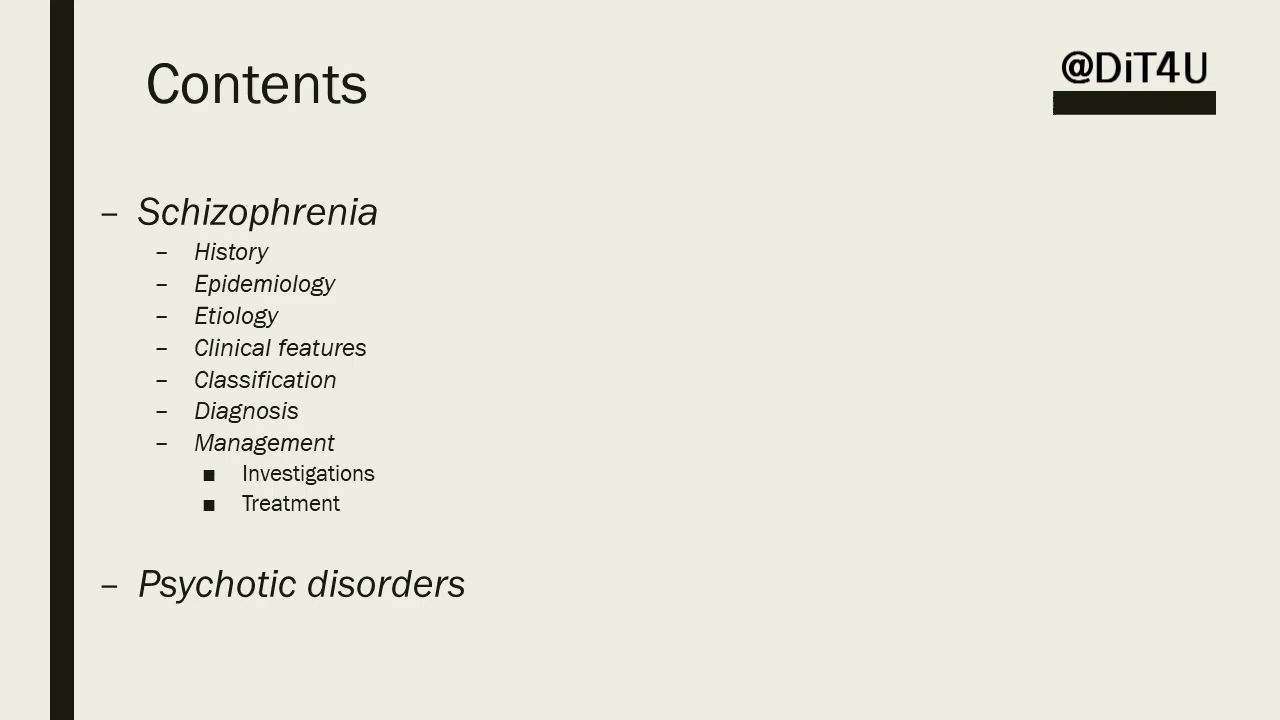 Contents
@DiT4U
– Schizophrenia
– History
– Epidemiology
– Etiology
– Clinical features
– Classification
– Diagnosis
– Management
■ Investigations
■ Treatment
– Psychotic disorders